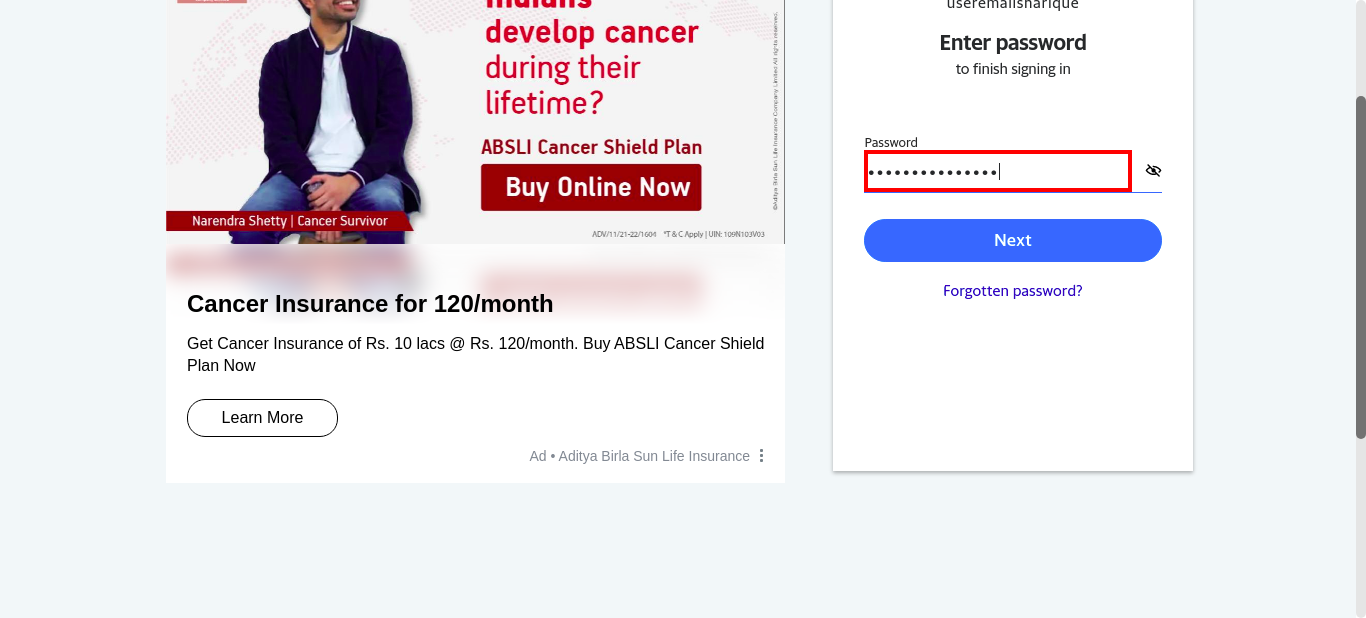 Indians
develop cancer
during their
lifetime?
ABSLI Cancer Shield Plan
Buy Online Now
Narendra Shetty | Cancer Survivor
ADV/11/21-22/1604 *T & C Apply | UIN: 109N103V03
©Aditya Birla Sun Life Insurance Company Limited All rights reserved.
Cancer Insurance for 120/month
Get Cancer Insurance of Rs. 10 lacs @ Rs. 120/month. Buy ABSLI Cancer Shield
Plan Now
Learn More
Ad • Aditya Birla Sun Life Insurance
useremailsharique
Enter password
to finish signing in
Password
Next
Forgotten password?